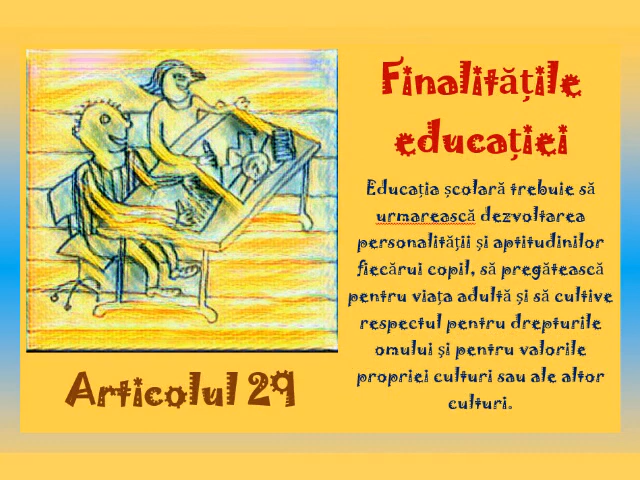 Finalitățile
educației
Educația școlară trebuie să
urmarească dezvoltarea
personalității și aptitudinilor
fiecărui copil, să pregătească
pentru viața adultă și să cultive
respectul pentru drepturile
omului și pentru valorile
propriei culturi sau ale altor
culturi.
Articolul 29